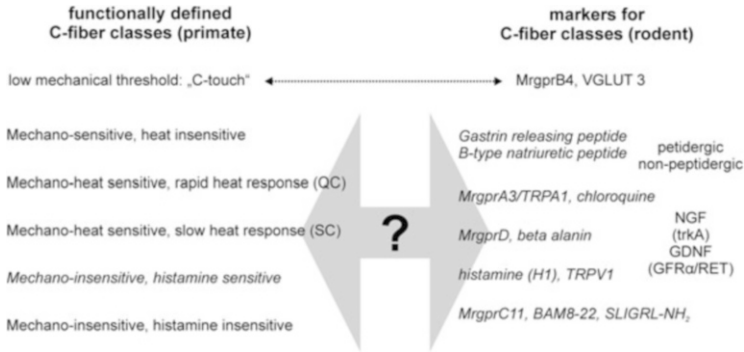 functionally defined
C-fiber classes (primate)
markers for
C-fiber classes (rodent)
low mechanical threshold: „C-touch“
MrgprB4, VGLUT 3
Mechano-sensitive, heat insensitive
Gastrin releasing peptide
B-type natriuretic peptide
petidergic
non-peptidergic
Mechano-heat sensitive, rapid heat response (QC)
MrgprA3/TRPA1, chloroquine
Mechano-heat sensitive, slow heat response (SC)
?
MrgprD, beta alanin
NGF
(trkA)
GDNF
(GFRα/RET)
Mechano-insensitive, histamine sensitive
histamine (H1), TRPV1
Mechano-insensitive, histamine insensitive
MrgprC11, BAM8-22, SLIGRL-NH₂